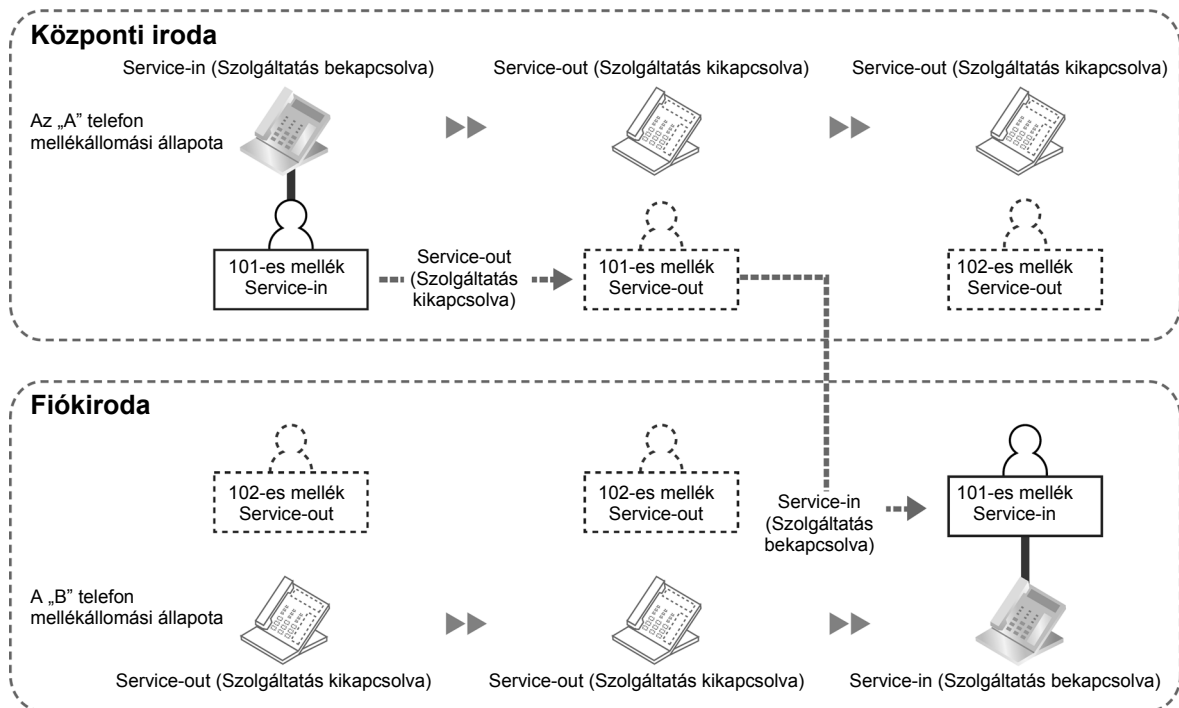 Központi iroda
Service-in (Szolgáltatás bekapcsolva)
Service-out (Szolgáltatás kikapcsolva)
Service-out (Szolgáltatás kikapcsolva)
Az „A” telefon
mellékállomási állapota
101-es mellék
Service-in
Service-out
(Szolgáltatás
kikapcsolva)
101-es mellék
Service-out
102-es mellék
Service-out
Fiókiroda
102-es mellék
Service-out
102-es mellék
Service-out
Service-in
(Szolgáltatás
bekapcsolva)
101-es mellék
Service-in
A „B” telefon
mellékállomási állapota
Service-out (Szolgáltatás kikapcsolva)
Service-out (Szolgáltatás kikapcsolva)
Service-in (Szolgáltatás bekapcsolva)